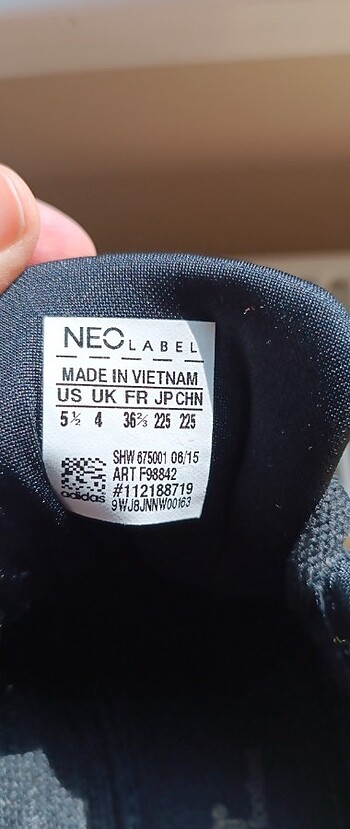 NEO LABEL
MADE IN VIETNAM
US UK FR JP CHN
5½ 4 36⅔ 225 225
SHW 675001 06/15
ART F98842
#112188719
9WJ8JNNW00163
adidas